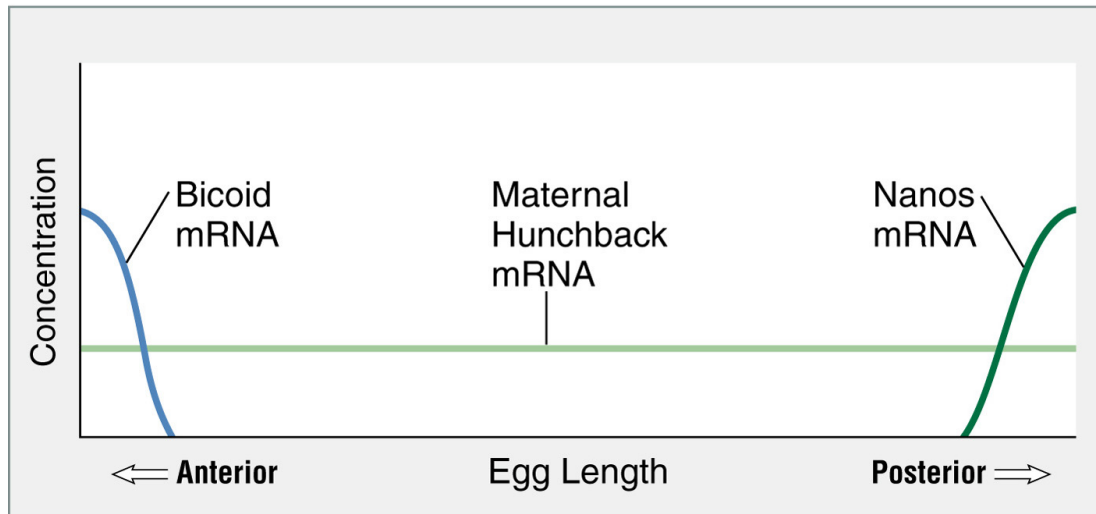 Concentration
Bicoid
mRNA
Maternal
Hunchback
mRNA
Nanos
mRNA
Anterior
Egg Length
Posterior